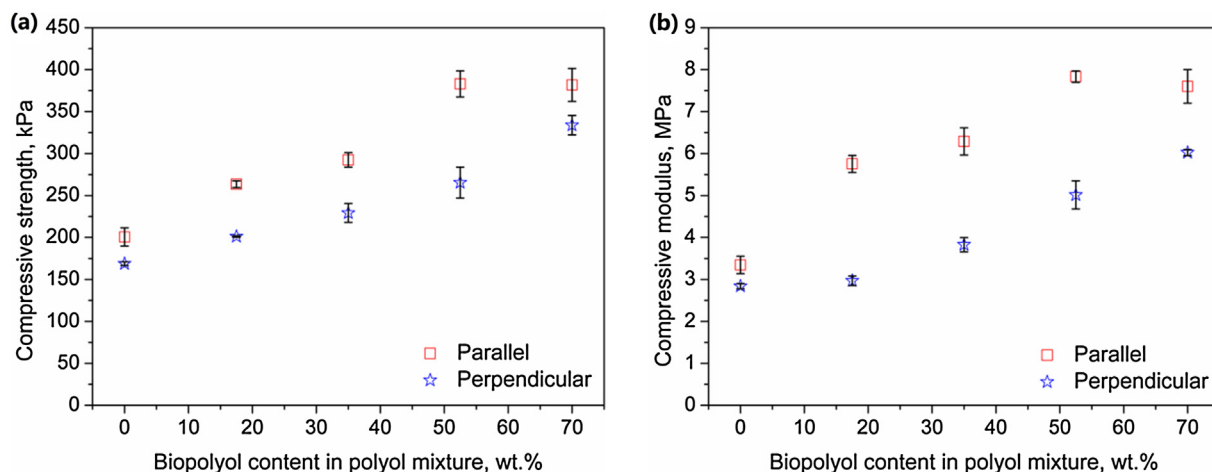 (a)
450
400
350
300
250
200
150
100
50
0
Compressive strength, kPa
Parallel
Perpendicular
0 10 20 30 40 50 60 70
Biopolyol content in polyol mixture, wt.%
(b)
9
8
7
6
5
4
3
2
1
0
Compressive modulus, MPa
Parallel
Perpendicular
0 10 20 30 40 50 60 70
Biopolyol content in polyol mixture, wt.%